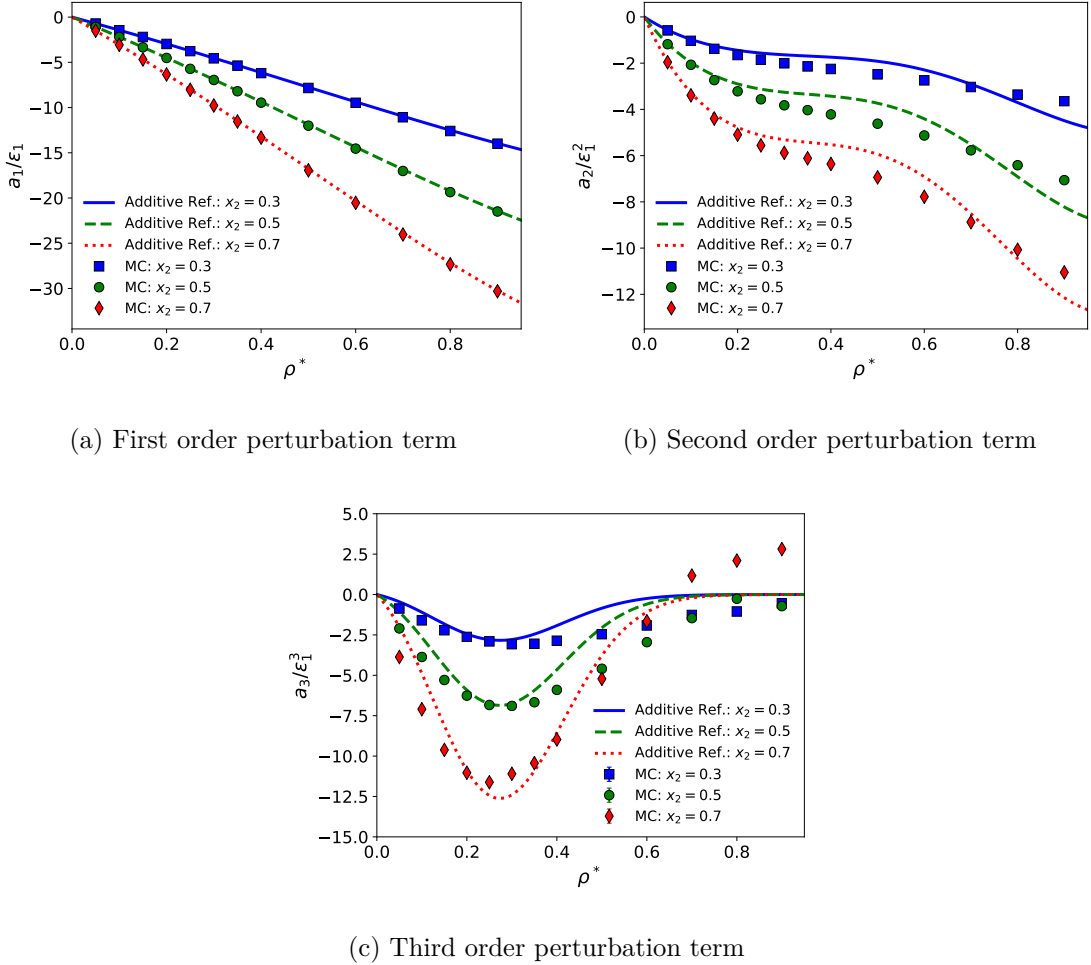 0
−5
−10
−15
−20
−25
−30
a₁/ε₁
Additive Ref.: x₂ = 0.3
Additive Ref.: x₂ = 0.5
Additive Ref.: x₂ = 0.7
MC: x₂ = 0.3
MC: x₂ = 0.5
MC: x₂ = 0.7
0.0 0.2 0.4 0.6 0.8
ρ*
(a) First order perturbation term
0
−2
−4
−6
−8
−10
−12
a₂/ε₁²
Additive Ref.: x₂ = 0.3
Additive Ref.: x₂ = 0.5
Additive Ref.: x₂ = 0.7
MC: x₂ = 0.3
MC: x₂ = 0.5
MC: x₂ = 0.7
0.0 0.2 0.4 0.6 0.8
ρ*
(b) Second order perturbation term
5.0
2.5
0.0
−2.5
−5.0
−7.5
−10.0
−12.5
−15.0
a₃/ε₁³
Additive Ref.: x₂ = 0.3
Additive Ref.: x₂ = 0.5
Additive Ref.: x₂ = 0.7
MC: x₂ = 0.3
MC: x₂ = 0.5
MC: x₂ = 0.7
0.0 0.2 0.4 0.6 0.8
ρ*
(c) Third order perturbation term